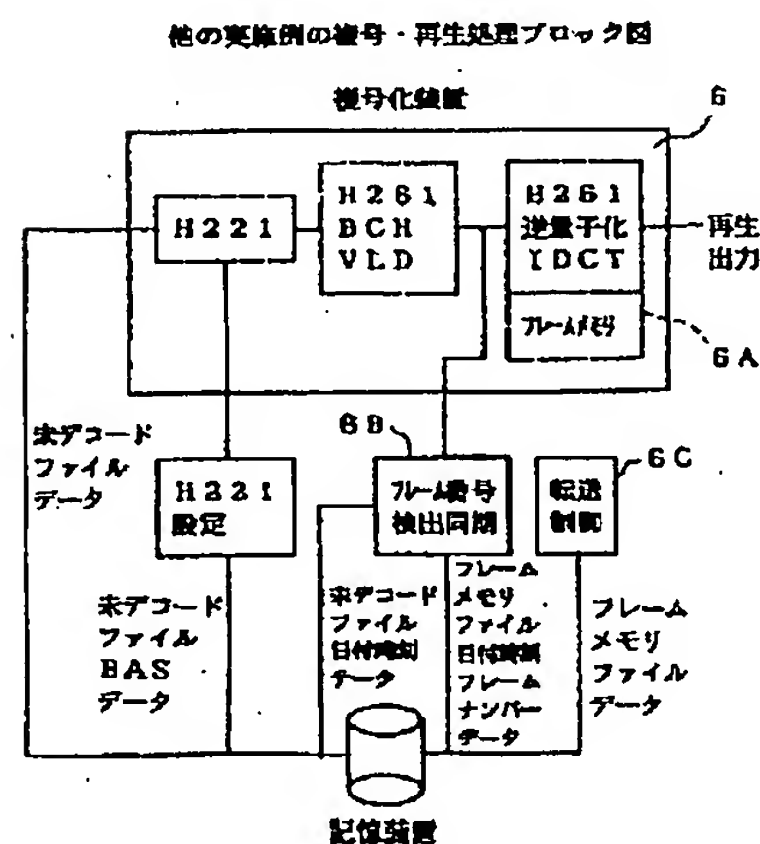 他の実施例の復号・再生処理ブロック図
復号化装置
6
H221
H261
BCH
VLD
H261
逆量子化
IDCT
フレームメモリ
再生
出力
6A
未デコード
ファイル
データ
H221
設定
6B
フレーム番号
検出同期
転送
制御
6C
未デコード
ファイル
BAS
データ
未デコード
ファイル
日付時刻
データ
フレーム
メモリ
ファイル
日付時刻
フレーム
ナンバー
データ
フレーム
メモリ
ファイル
データ
記憶装置